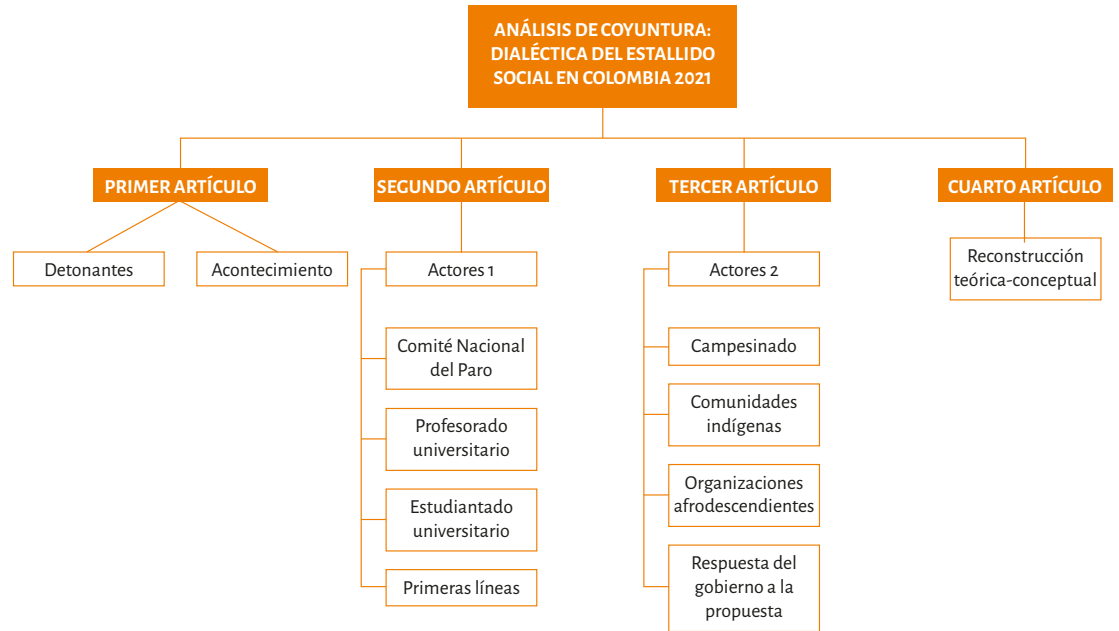 ANÁLISIS DE COYUNTURA:
DIALÉCTICA DEL ESTALLIDO
SOCIAL EN COLOMBIA 2021
PRIMER ARTÍCULO
SEGUNDO ARTÍCULO
TERCER ARTÍCULO
CUARTO ARTÍCULO
Detonantes
Acontecimiento
Actores 1
Comité Nacional
del Paro
Profesorado
universitario
Estudiantado
universitario
Primeras líneas
Actores 2
Campesinado
Comunidades
indígenas
Organizaciones
afrodescendientes
Respuesta del
gobierno a la
propuesta
Reconstrucción
teórica-conceptual